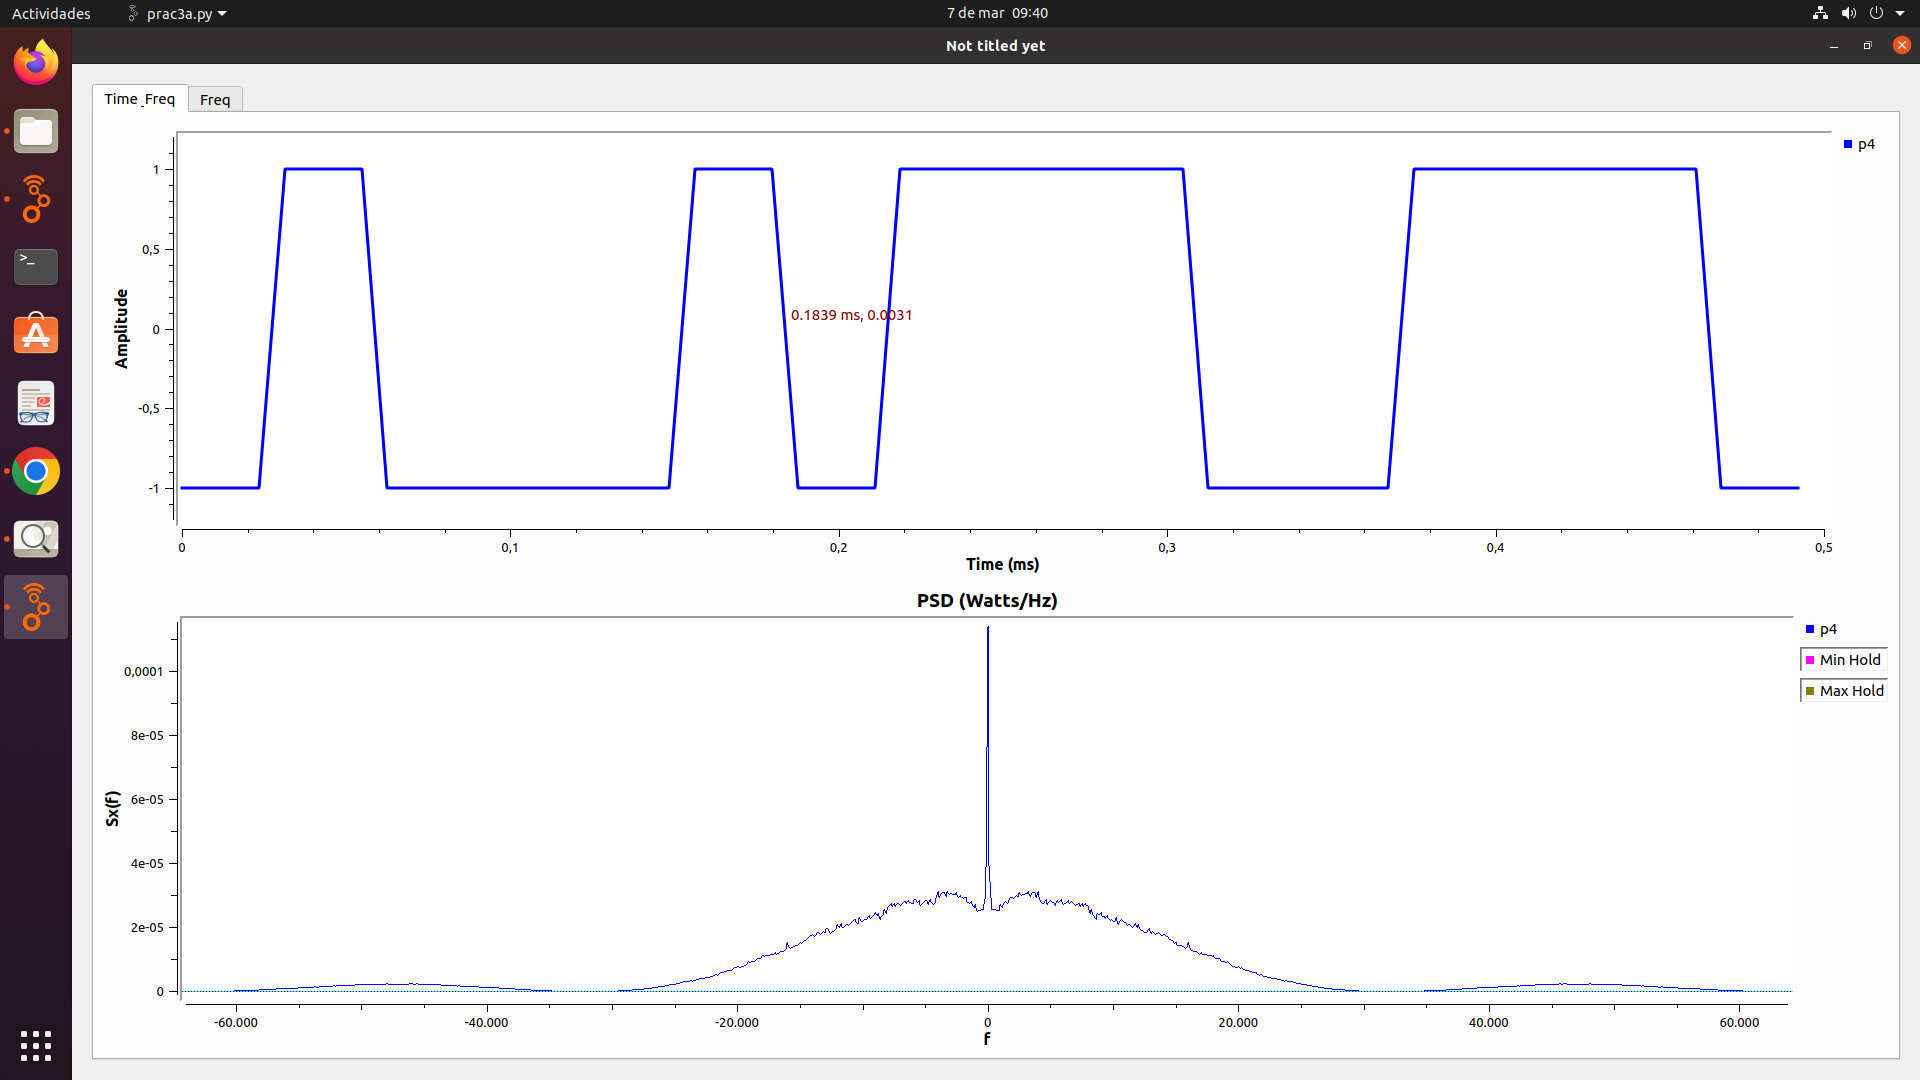 Actividades
prac3a.py
7 de mar 09:40
Not titled yet
Time_Freq
Freq
p4
1
0,5
0
-0,5
-1
Amplitude
0.1839 ms, 0.0031
0
0,1
0,2
0,3
0,4
0,5
Time (ms)
PSD (Watts/Hz)
p4
Min Hold
Max Hold
0,0001
8e-05
6e-05
4e-05
2e-05
0
Sx(f)
-60.000
-40.000
-20.000
0
20.000
40.000
60.000
f